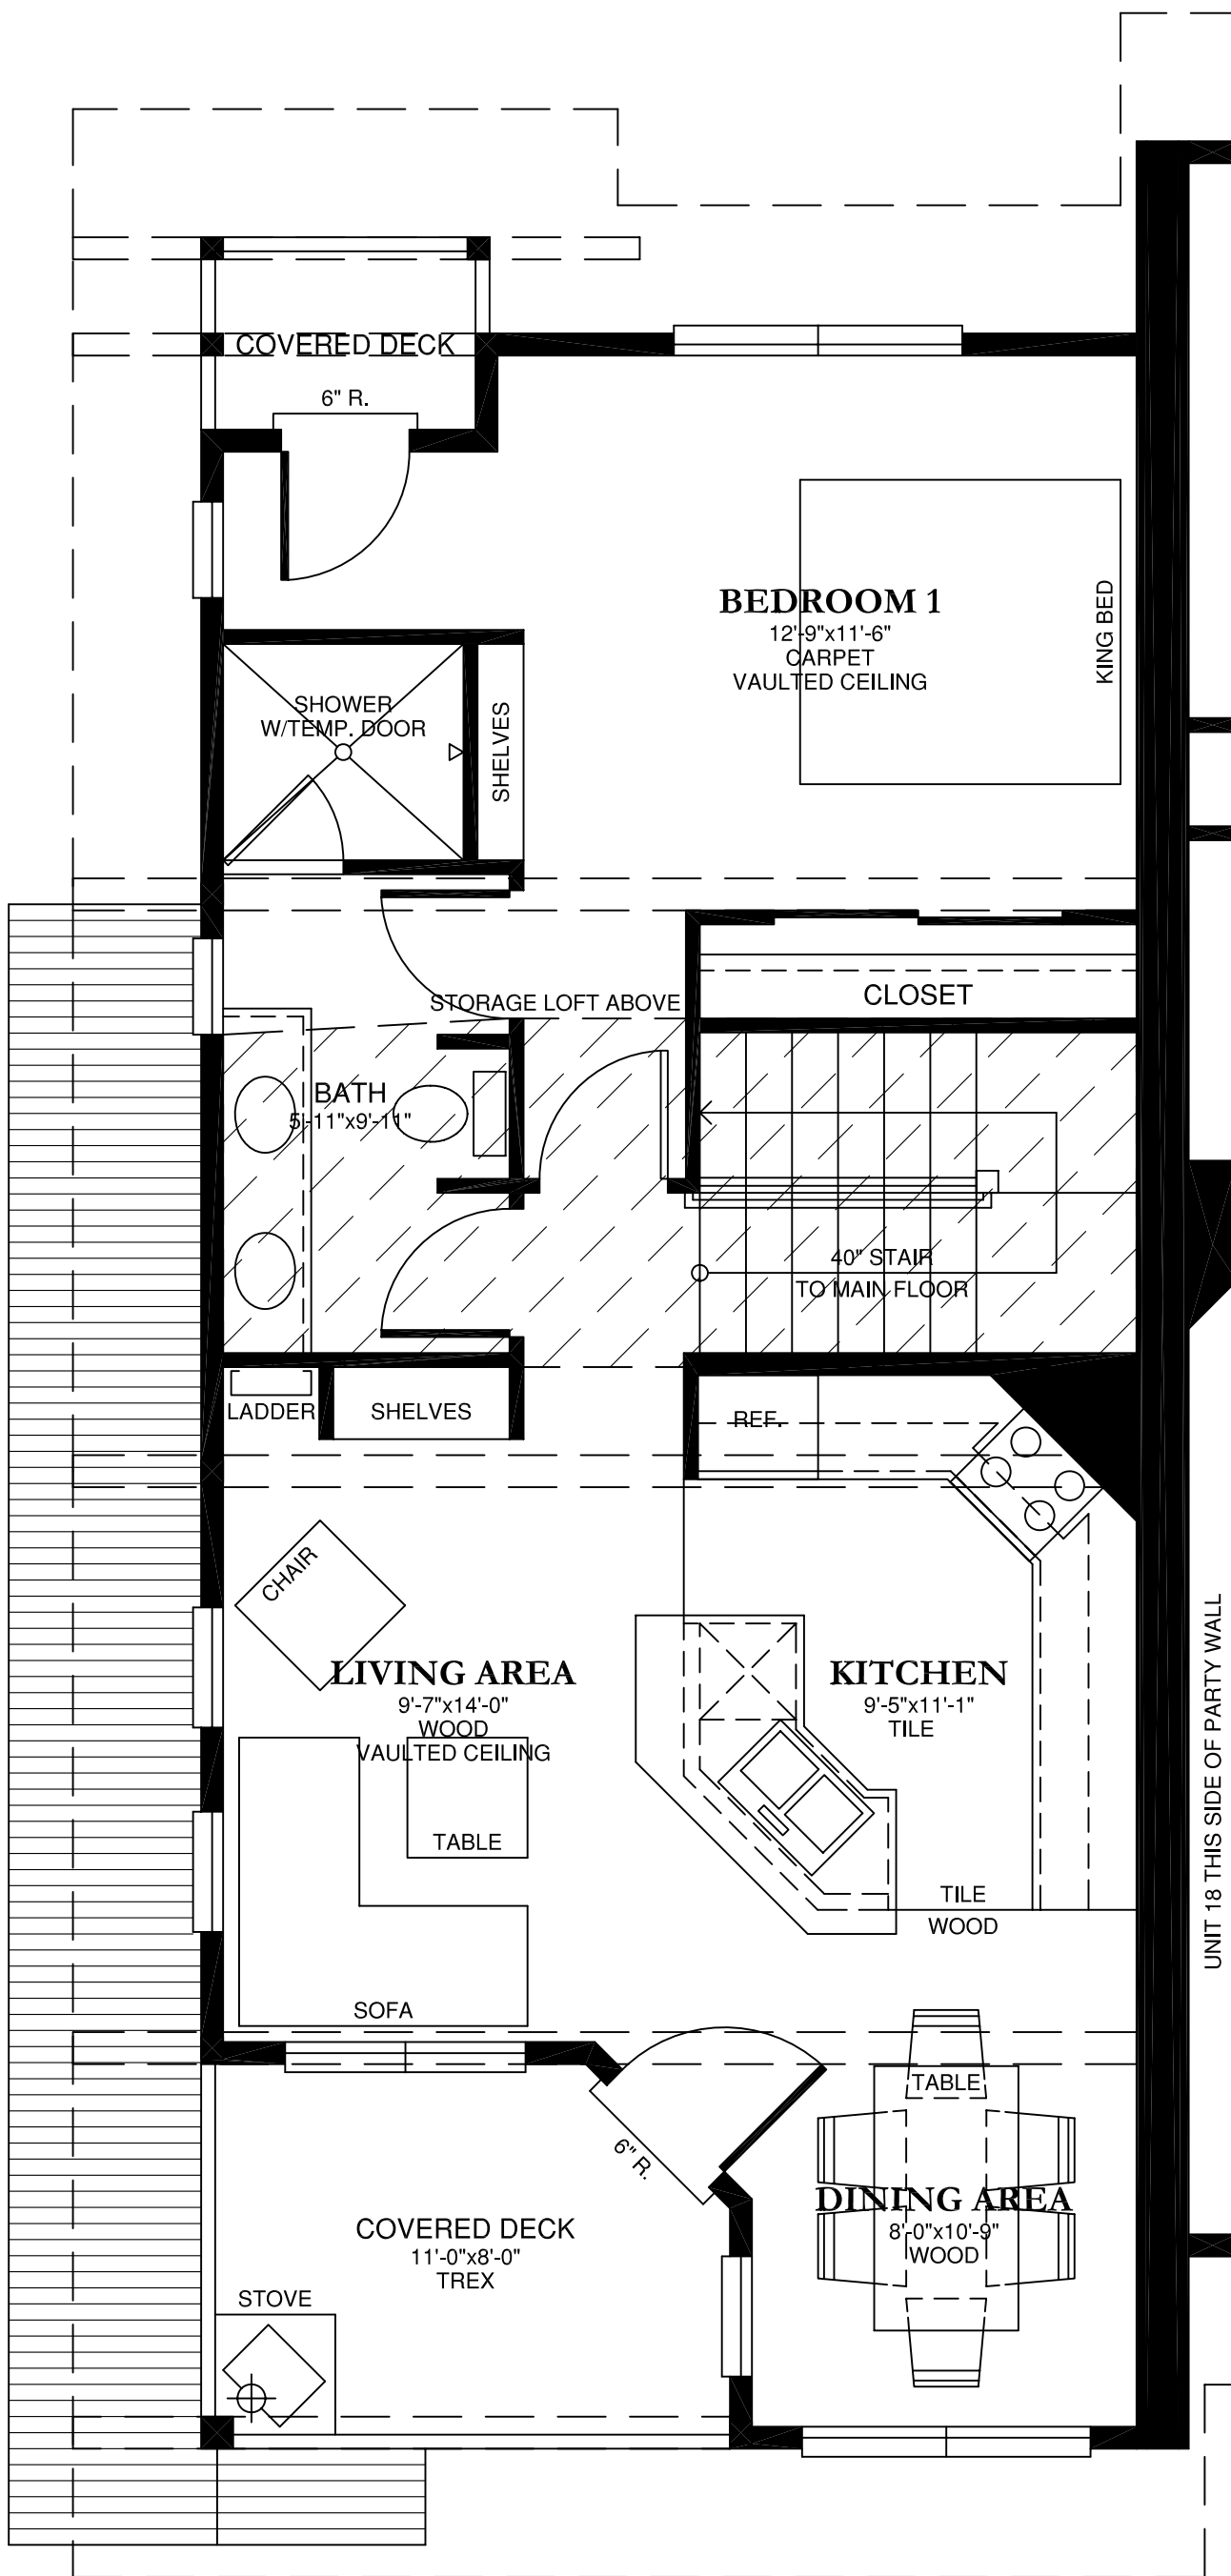 COVERED DECK
6" R.
BEDROOM 1
12'-9"x11'-6"
CARPET
VAULTED CEILING
KING BED
SHOWER
W/TEMP. DOOR
SHELVES
CLOSET
STORAGE LOFT ABOVE
BATH
5'-11"x9'-11"
40" STAIR
TO MAIN FLOOR
LADDER
SHELVES
REF.
CHAIR
LIVING AREA
9'-7"x14'-0"
WOOD
VAULTED CEILING
KITCHEN
9'-5"x11'-1"
TILE
TABLE
TILE
WOOD
SOFA
UNIT 18 THIS SIDE OF PARTY WALL
TABLE
6" R.
DINING AREA
8'-0"x10'-9"
WOOD
COVERED DECK
11'-0"x8'-0"
TREX
STOVE